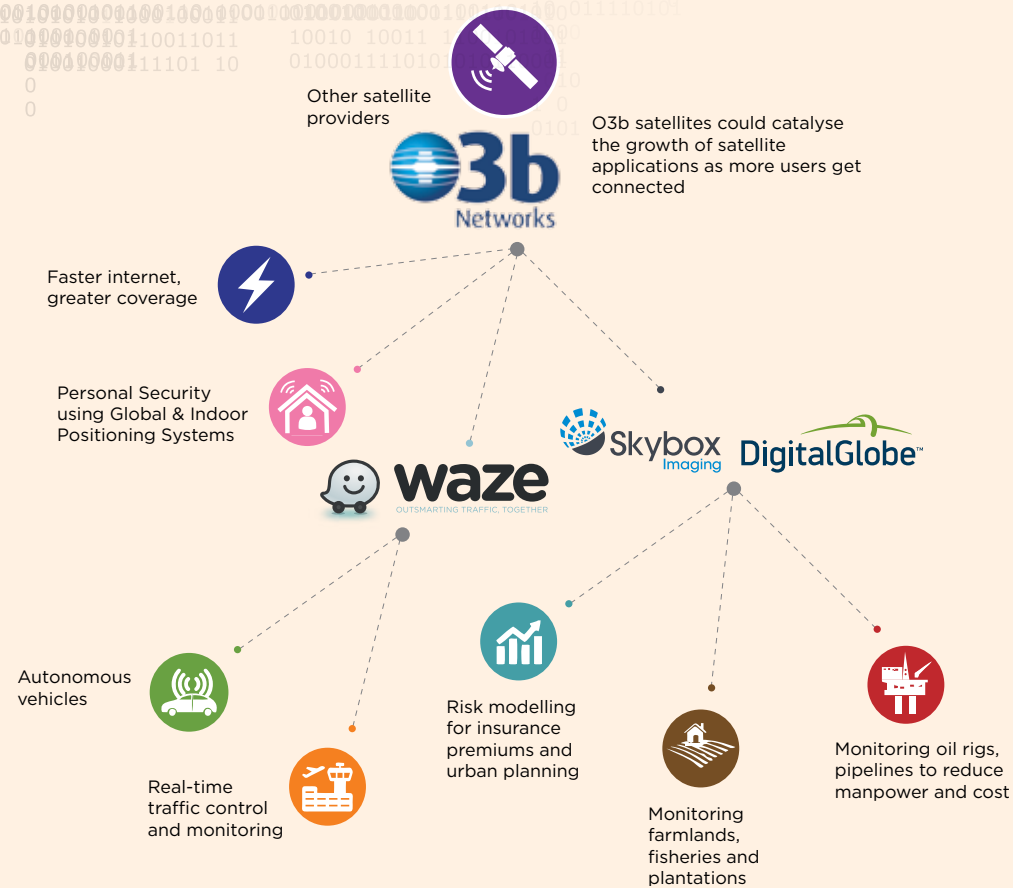 Other satellite
providers
O3b
Networks
O3b satellites could catalyse
the growth of satellite
applications as more users get
connected
Faster internet,
greater coverage
Personal Security
using Global & Indoor
Positioning Systems
waze
OUTSMARTING TRAFFIC, TOGETHER
Skybox
Imaging
DigitalGlobe™
Autonomous
vehicles
Real-time
traffic control
and monitoring
Risk modelling
for insurance
premiums and
urban planning
Monitoring
farmlands,
fisheries and
plantations
Monitoring oil rigs,
pipelines to reduce
manpower and cost